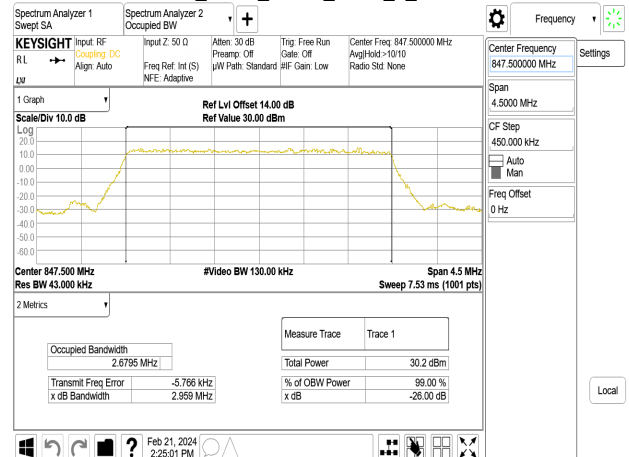 Spectrum Analyzer 1
Swept SA
Spectrum Analyzer 2
Occupied BW
Frequency
KEYSIGHT
RL
Input: RF
Coupling: DC
Align: Auto
Input Z: 50 Ω
Freq Ref: Int (S)
NFE: Adaptive
Atten: 30 dB
Preamp: Off
µW Path: Standard
Trig: Free Run
Gate: Off
#IF Gain: Low
Center Freq: 847.500000 MHz
Avg|Hold:>10/10
Radio Std: None
Center Frequency
847.500000 MHz
Settings
Span
4.5000 MHz
CF Step
450.000 kHz
Auto
Man
Freq Offset
0 Hz
1 Graph
Scale/Div 10.0 dB
Ref Lvl Offset 14.00 dB
Ref Value 30.00 dBm
Log
20.0
10.0
0.00
-10.0
-20.0
-30.0
-40.0
-50.0
-60.0
Center 847.500 MHz
#Video BW 130.00 kHz
Span 4.5 MHz
Res BW 43.000 kHz
Sweep 7.53 ms (1001 pts)
2 Metrics
Measure Trace Trace 1
Occupied Bandwidth
2.6795 MHz
Total Power 30.2 dBm
Transmit Freq Error -5.766 kHz
% of OBW Power 99.00 %
x dB Bandwidth 2.959 MHz
x dB -26.00 dB
Local
?
Feb 21, 2024
2:25:01 PM